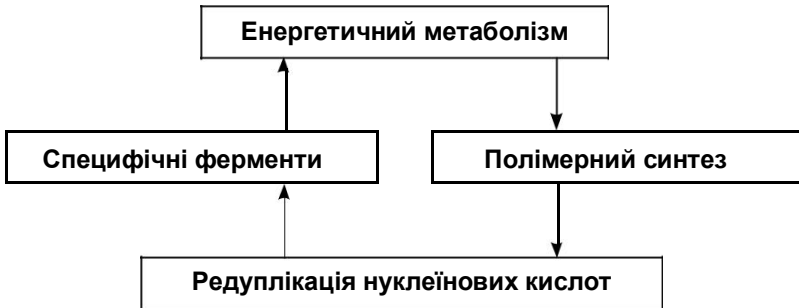 Енергетичний метаболізм
Специфічні ферменти
Полімерний синтез
Редуплікація нуклеїнових кислот